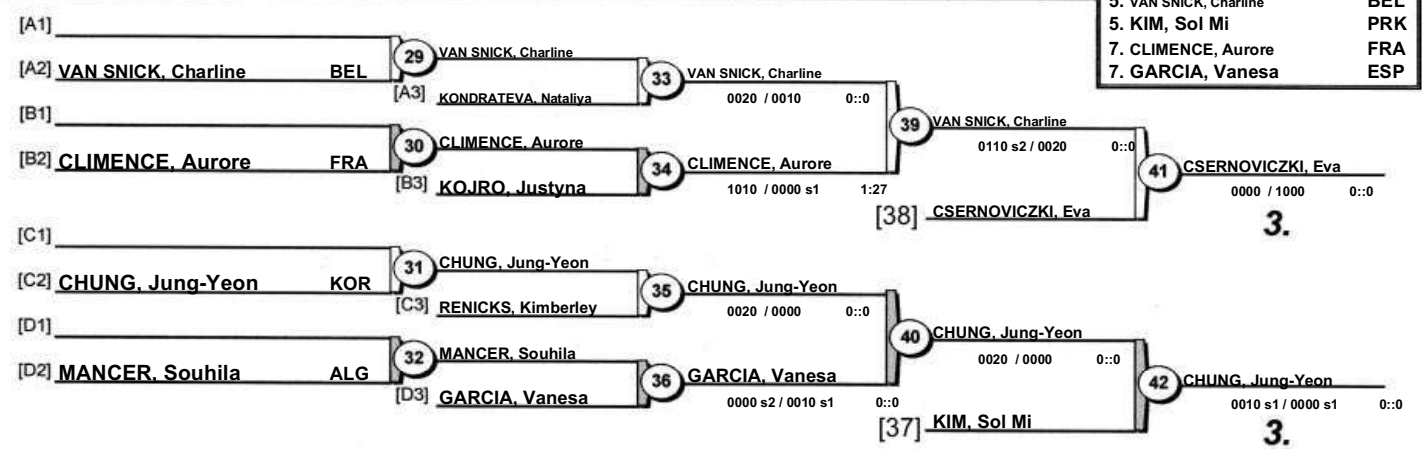 5. VAN SNICK, Charline BEL
5. KIM, Sol Mi PRK
7. CLIMENCE, Aurore FRA
7. GARCIA, Vanesa ESP
[A1]
[A2] VAN SNICK, Charline BEL
29
VAN SNICK, Charline
[A3] KONDRATEVA, Nataliya
33
VAN SNICK, Charline
0020 / 0010 0::0
[B1]
[B2] CLIMENCE, Aurore FRA
30
CLIMENCE, Aurore
[B3] KOJRO, Justyna
34
CLIMENCE, Aurore
1010 / 0000 s1 1:27
39
VAN SNICK, Charline
0110 s2 / 0020 0::0
[38] CSERNOVICZKI, Eva
41
CSERNOVICZKI, Eva
0000 / 1000 0::0
3.
[C1]
[C2] CHUNG, Jung-Yeon KOR
31
CHUNG, Jung-Yeon
[C3] RENICKS, Kimberley
35
CHUNG, Jung-Yeon
0020 / 0000 0::0
[D1]
[D2] MANCER, Souhila ALG
32
MANCER, Souhila
[D3] GARCIA, Vanesa
36
GARCIA, Vanesa
0000 s2 / 0010 s1 0::0
40
CHUNG, Jung-Yeon
0020 / 0000 0::0
[37] KIM, Sol Mi
42
CHUNG, Jung-Yeon
0010 s1 / 0000 s1 0::0
3.